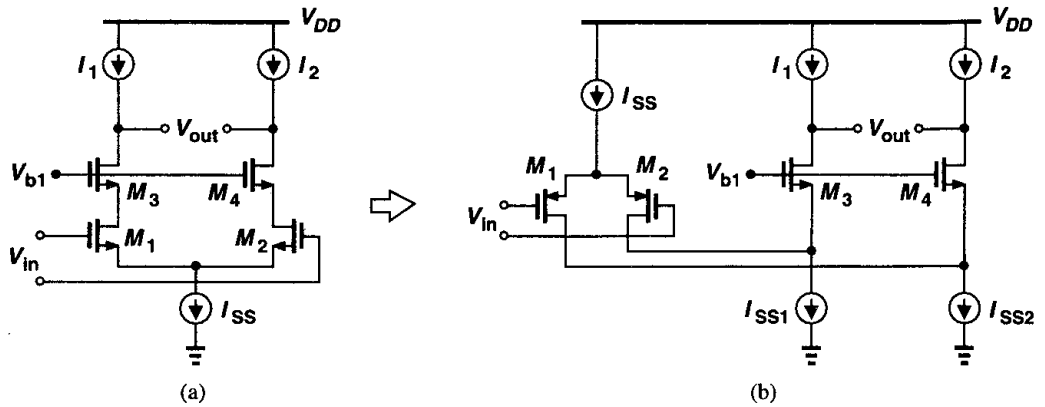 V_DD
I_1
I_2
V_out
V_b1
M_3
M_4
M_1
M_2
V_in
I_SS
(a)
V_DD
I_SS
I_1
I_2
V_out
M_1
M_2
V_b1
M_3
M_4
V_in
I_SS1
I_SS2
(b)